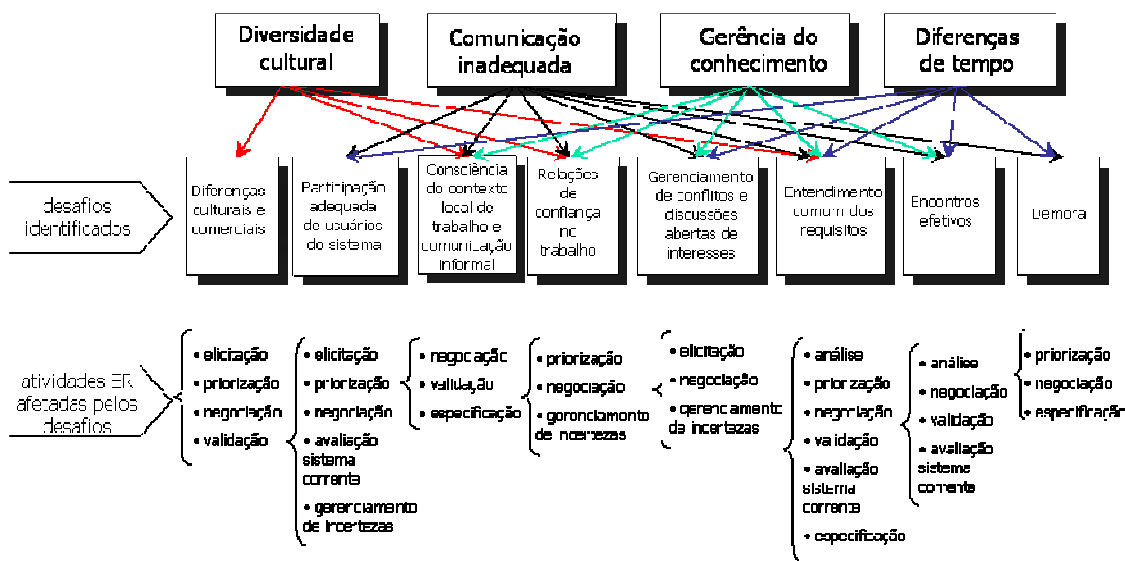 Diversidade
cultural
Comunicação
inadequada
Gerência do
conhecimento
Diferenças
de tempo
desafios
identificados
Diferenças
culturais e
comerciais
Participação
adequada
de usuários
do sistema
Consciência
do contexto
local de
trabalho e
comunicação
informal
Relações
de
confiança
no
trabalho
Gerenciamento
de conflitos e
discussões
abertas de
interesses
Entendimento
comum dos
requisitos
Encontros
efetivos
Demora
atividades ER
afetadas pelos
desafios
• elicitação
• priorização
• negociação
• validação
• elicitação
• priorização
• negociação
• avaliação
sistema
corrente
• gerenciamento
de incertezas
• negociação
• validação
• especificação
• priorização
• negociação
• gerenciamento
de incertezas
• elicitação
• negociação
• gerenciamento
de incertezas
• análise
• priorização
• negociação
• validação
• avaliação
sistema
corrente
• especificação
• análise
• negociação
• validação
• avaliação
sistema
corrente
• priorização
• negociação
• especificação